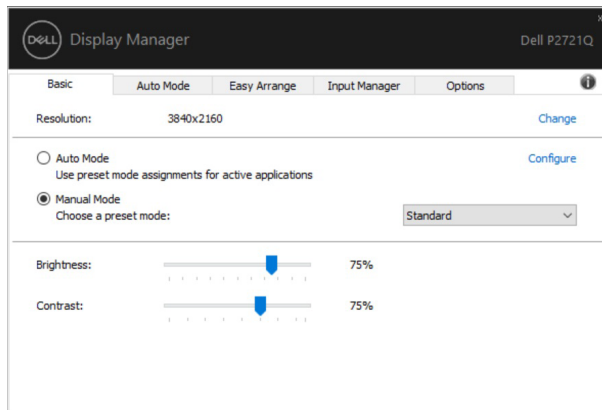 DELL Display Manager Dell P2721Q
Basic Auto Mode Easy Arrange Input Manager Options
Resolution: 3840x2160 Change
Auto Mode Configure
Use preset mode assignments for active applications
Manual Mode
Choose a preset mode: Standard
Brightness: 75%
Contrast: 75%